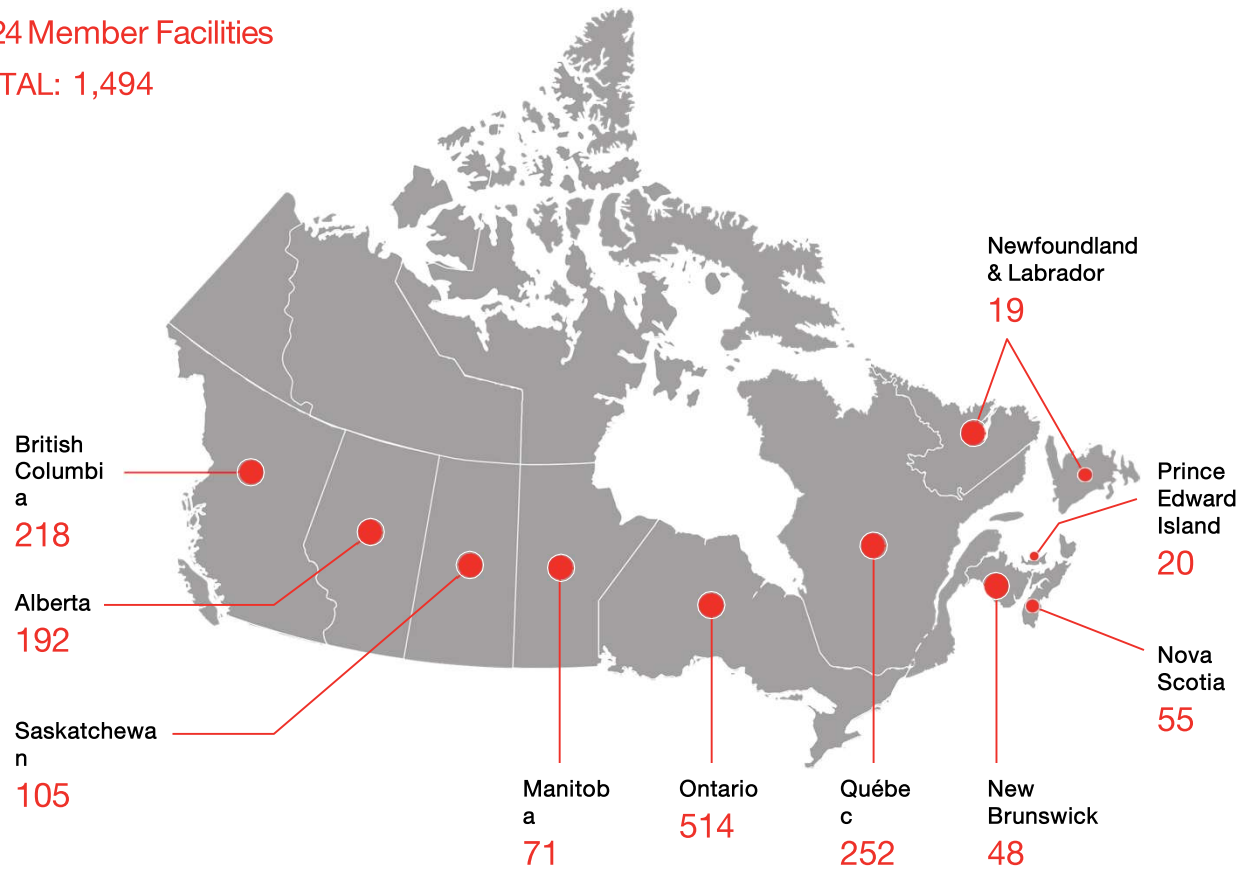 24 Member Facilities
TAL: 1,494
Newfoundland
& Labrador
19
British
Columbi
a
218
Prince
Edward
Island
20
Alberta
192
Nova
Scotia
55
Saskatchewa
n
105
Manitob
a
71
Ontario
514
Québe
c
252
New
Brunswick
48